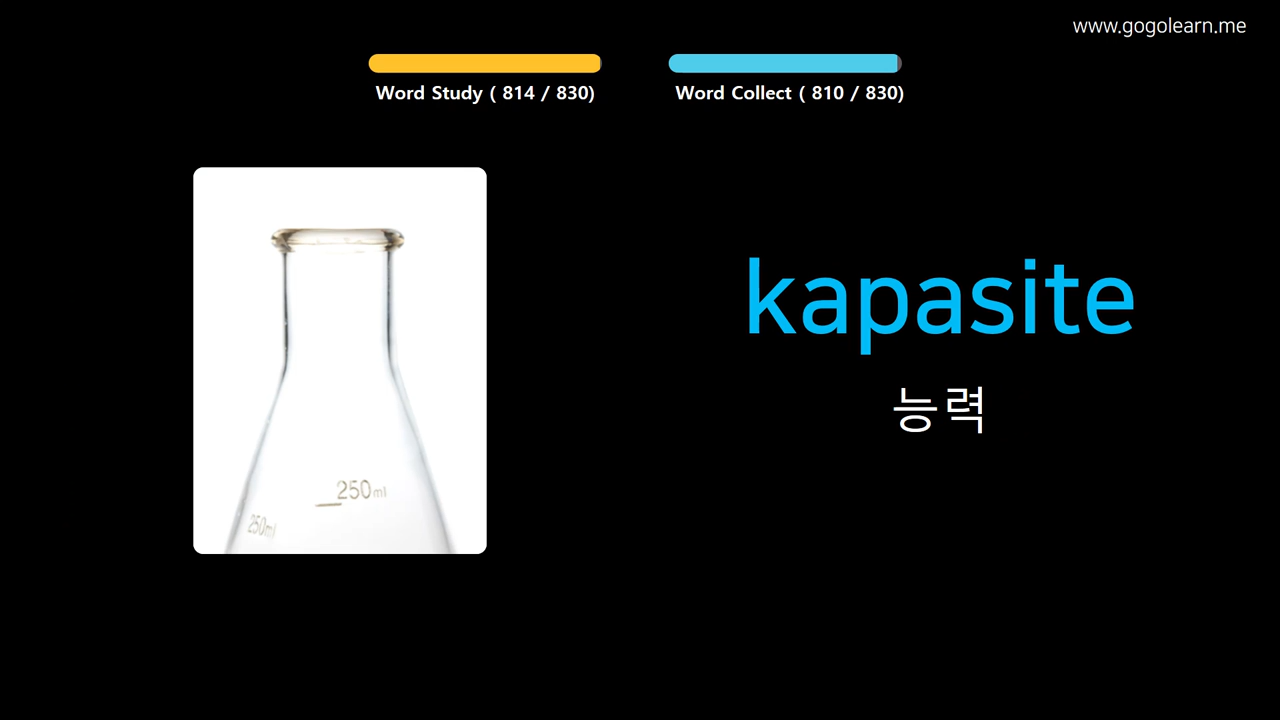 www.gogolearn.me
Word Study ( 814 / 830)
Word Collect ( 810 / 830)
250ml
250ml
kapasite
능력